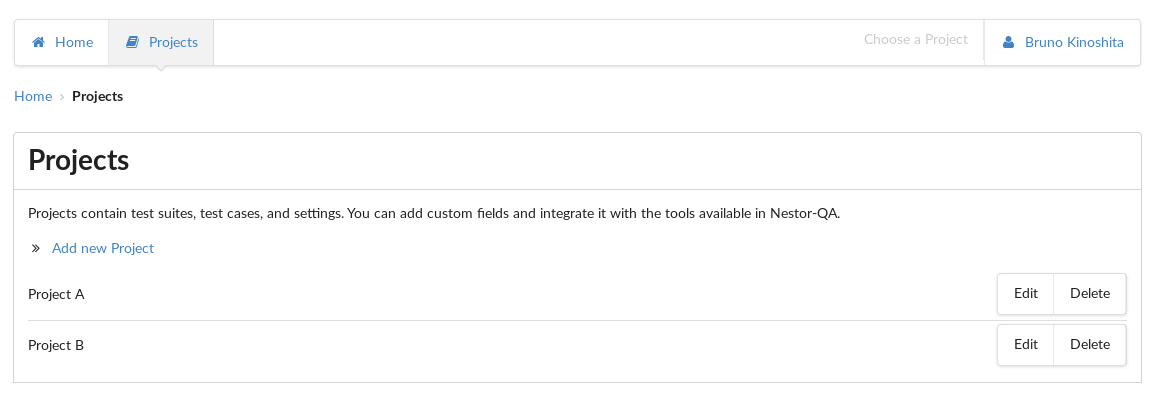 Home Projects Choose a Project Bruno Kinoshita
Home › Projects
Projects
Projects contain test suites, test cases, and settings. You can add custom fields and integrate it with the tools available in Nestor-QA.
» Add new Project
Project A Edit Delete
Project B Edit Delete